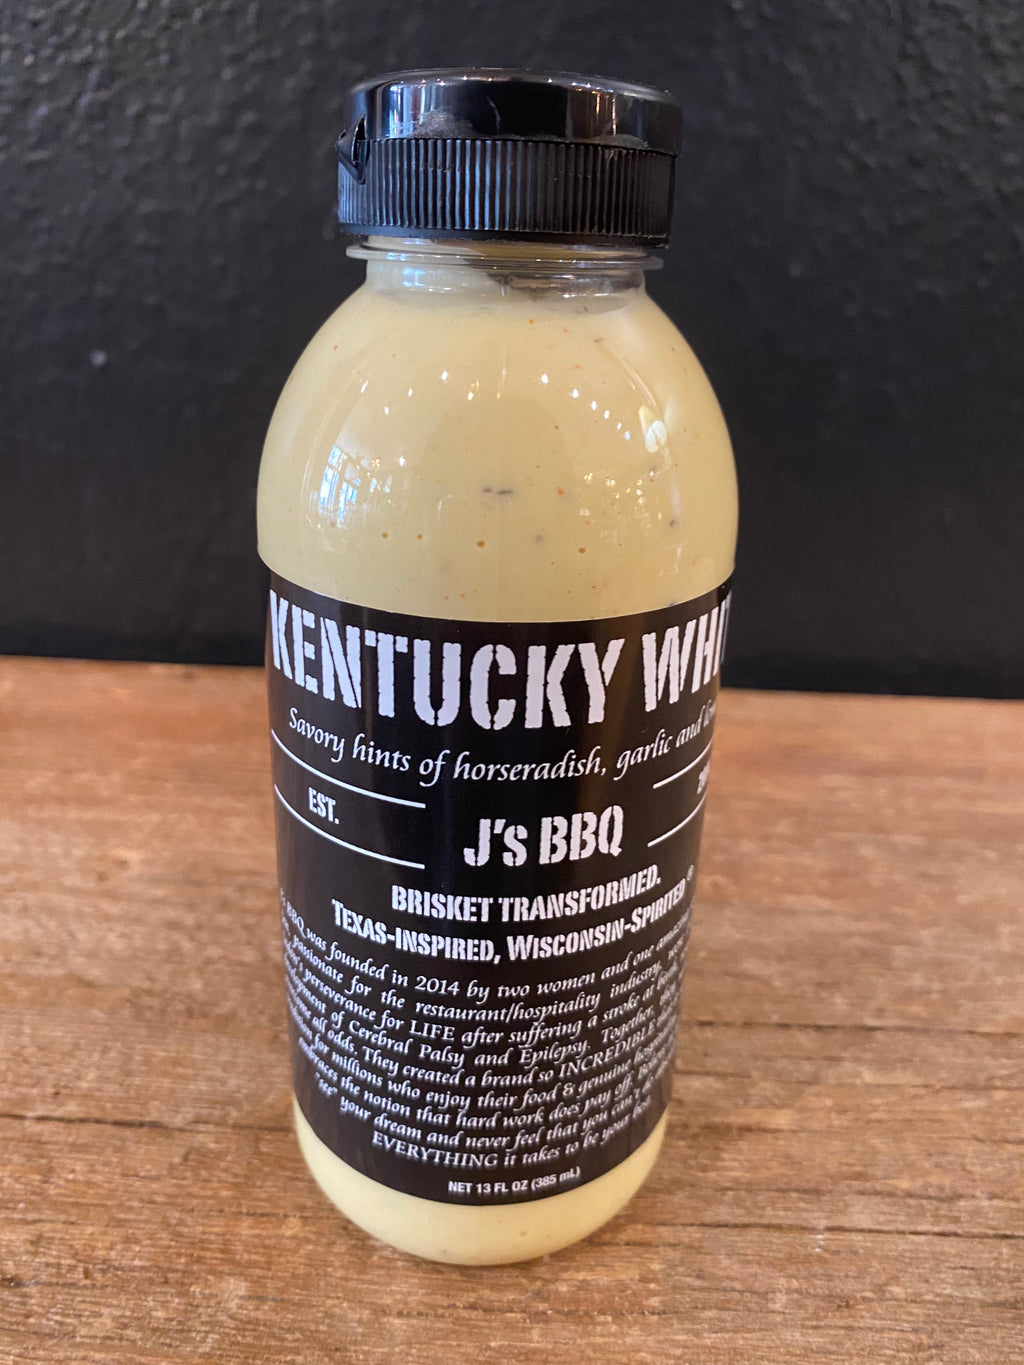 KENTUCKY
Savory hints of horseradish, garlic and
EST.
J's BBQ
BRISKET TRANSFORMED.
TEXAS-INSPIRED, WISCONSIN-SPIRITED®
BBQ was founded in 2014 by two women and one
passionate for the restaurant/hospitality industry,
perseverance for LIFE after suffering a stroke at
of Cerebral Palsy and Epilepsy. Together,
all odds. They created a brand so INCREDIBLE
for millions who enjoy their food & genuine
embraces the notion that hard work does pay off.
"see" your dream and never feel that you can't
EVERYTHING it takes to be your
NET 13 FL OZ (385 mL)